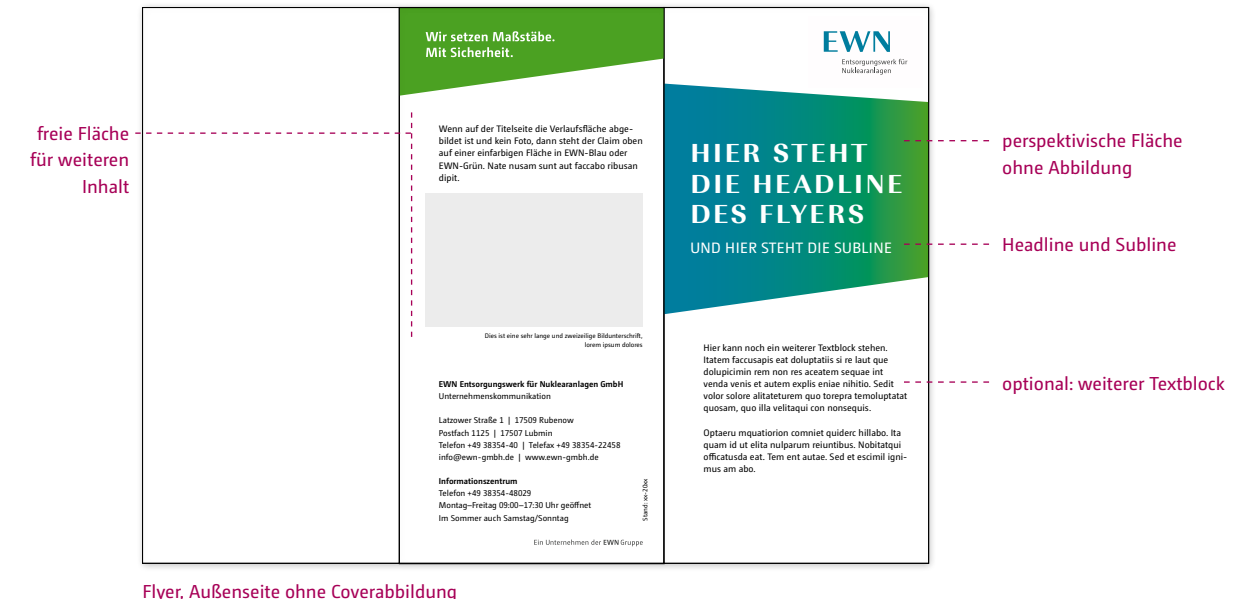 freie Fläche
für weiteren
Inhalt
Wir setzen Maßstäbe.
Mit Sicherheit.
Wenn auf der Titelseite die Verlaufsfläche abge-
bildet ist und kein Foto, dann steht der Claim oben
auf einer einfarbigen Fläche in EWN-Blau oder
EWN-Grün. Nate nusam sunt aut faccabo ribusan
dipit.
Dies ist eine sehr lange und zweizeilige Bildunterschrift,
lorem ipsum dolores
EWN Entsorgungswerk für Nuklearanlagen GmbH
Unternehmenskommunikation
Latzower Straße 1 | 17509 Rubenow
Postfach 1125 | 17507 Lubmin
Telefon +49 38354-40 | Telefax +49 38354-22458
info@ewn-gmbh.de | www.ewn-gmbh.de
Informationszentrum
Telefon +49 38354-48029
Montag–Freitag 09:00–17:30 Uhr geöffnet
Im Sommer auch Samstag/Sonntag
Stand: xx-20xx
Ein Unternehmen der EWN Gruppe
EWN
Entsorgungswerk für
Nuklearanlagen
HIER STEHT
DIE HEADLINE
DES FLYERS
UND HIER STEHT DIE SUBLINE
Hier kann noch ein weiterer Textblock stehen.
Itatem faccusapis eat doluptatiis si re laut que
dolupicimin rem non res aceatem sequae int
venda venis et autem explis eniae nihitio. Sedit
volor solore alitateturem quo torepra temoluptatat
quosam, quo illa velitaqui con nonsequis.
Optaeru mquatiorion comniet quiderc hillabo. Ita
quam id ut elita nulparum reiuntibus. Nobitatqui
officatusda eat. Tem ent autae. Sed et escimil igni-
mus am abo.
perspektivische Fläche
ohne Abbildung
Headline und Subline
optional: weiterer Textblock
Flyer, Außenseite ohne Coverabbildung